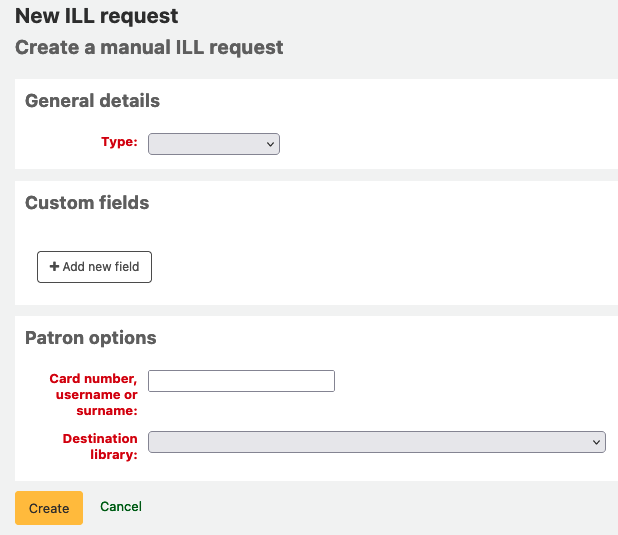 New ILL request
Create a manual ILL request
General details
Type:
Custom fields
+ Add new field
Patron options
Card number,
username or
surname:
Destination
library:
Create Cancel